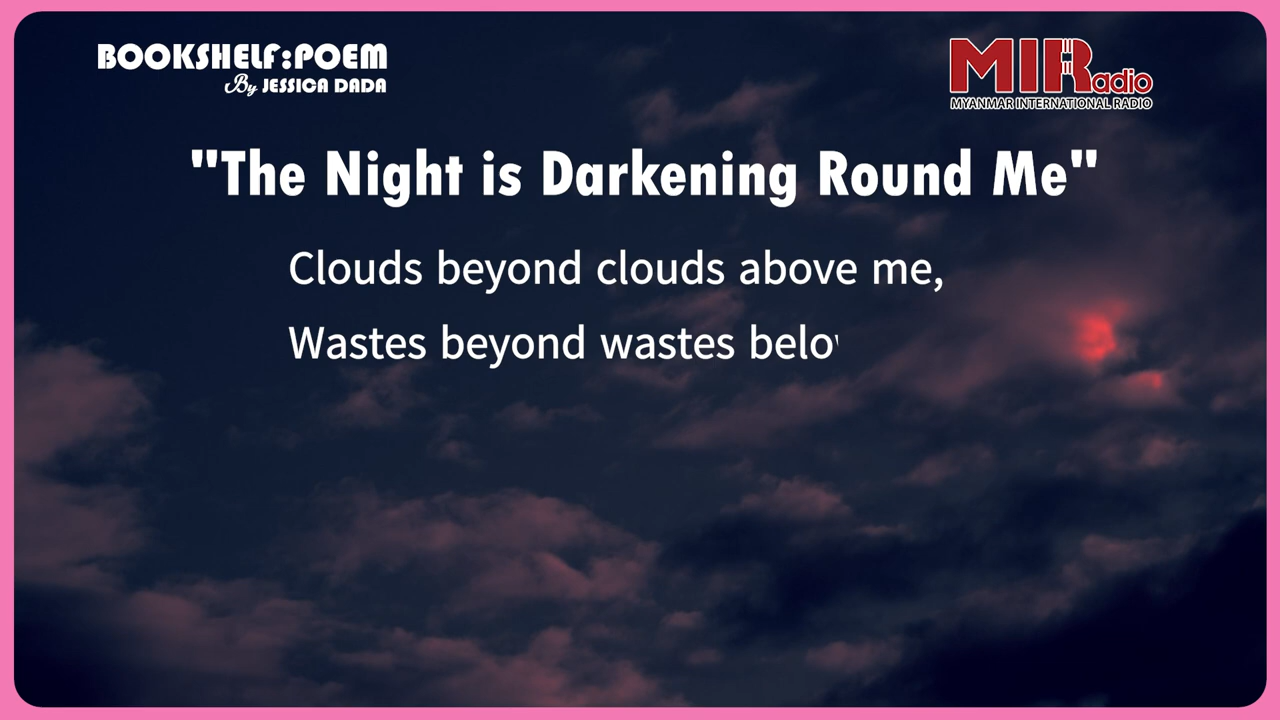 BOOKSHELF:POEM
By JESSICA DADA
MIRadio
MYANMAR INTERNATIONAL RADIO
"The Night is Darkening Round Me"
Clouds beyond clouds above me,
Wastes beyond wastes belo